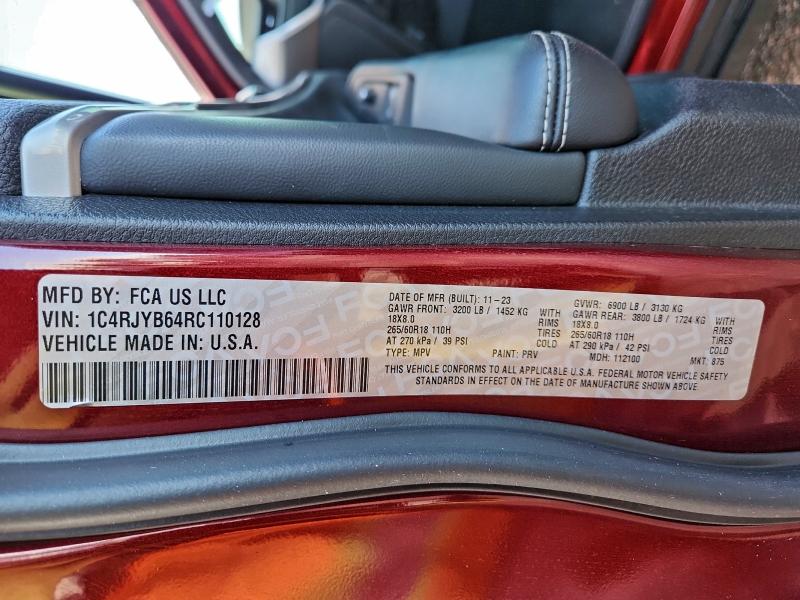 MFD BY: FCA US LLC
VIN: 1C4RJYB64RC110128
VEHICLE MADE IN: U.S.A.
DATE OF MFR (BUILT): 11-23
GVWR: 6900 LB / 3130 KG
GAWR FRONT: 3200 LB / 1452 KG WITH
18X8.0 TIRES
265/60R18 110H RIMS
AT 270 kPa / 39 PSI COLD
GAWR REAR: 3800 LB / 1724 KG WITH
18X8.0 TIRES
265/60R18 110H RIMS
AT 290 kPa / 42 PSI COLD
TYPE: MPV PAINT: PRV MDH: 112100 MKT: 875
THIS VEHICLE CONFORMS TO ALL APPLICABLE U.S.A. FEDERAL MOTOR VEHICLE SAFETY
STANDARDS IN EFFECT ON THE DATE OF MANUFACTURE SHOWN ABOVE.